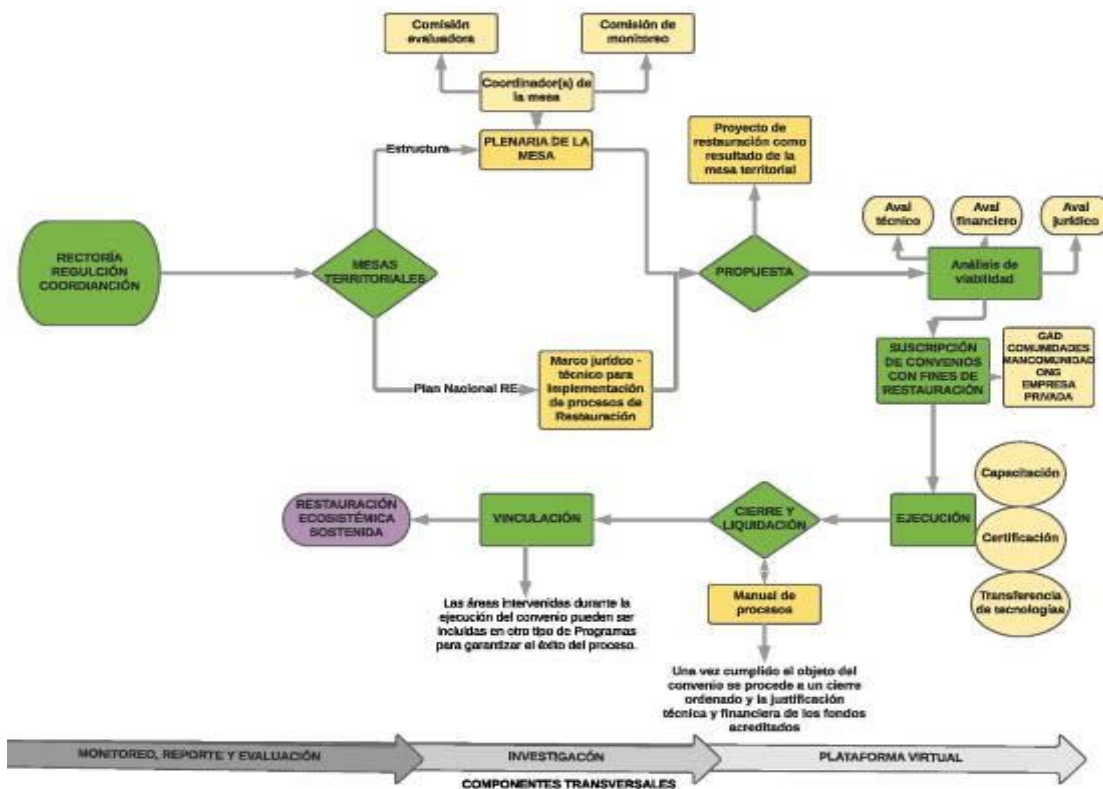 Comisión
evaluadora
Comisión de
monitoreo
Coordinador(s) de
la mesa
Estructura
PLENARIA DE LA
MESA
Proyecto de
restauración como
resultado de la
mesa territorial
Aval
técnico
Aval
financiero
Aval
jurídico
RECTORÍA
REGULCIÓN
COORDIANCIÓN
MESAS
TERRITORIALES
PROPUESTA
Análisis de
viabilidad
Plan Nacional RE
Marco jurídico -
técnico para
Implementación
de procesos de
Restauración
SUSCRIPCIÓN
DE CONVENIOS
CON FINES DE
RESTAURACIÓN
GAD
COMUNIDADES
MANCOMUNIDAD
ONG
EMPRESA
PRIVADA
RESTAURACIÓN
ECOSISTÉMICA
SOSTENIDA
VINCULACIÓN
CIERRE Y
LIQUIDACIÓN
EJECUCIÓN
Capacitación
Certificación
Transferencia
de tecnologías
Manual de
procesos
Las áreas intervenidas durante la
ejecución del convenio pueden ser
incluidas en otro tipo de Programas
para garantizar el éxito del proceso.
Una vez cumplido el objeto del
convenio se procede a un cierre
ordenado y la justificación
técnica y financiera de los fondos
acreditados
MONITOREO, REPORTE Y EVALUACIÓN
INVESTIGACÓN
PLATAFORMA VIRTUAL
COMPONENTES TRANSVERSALES